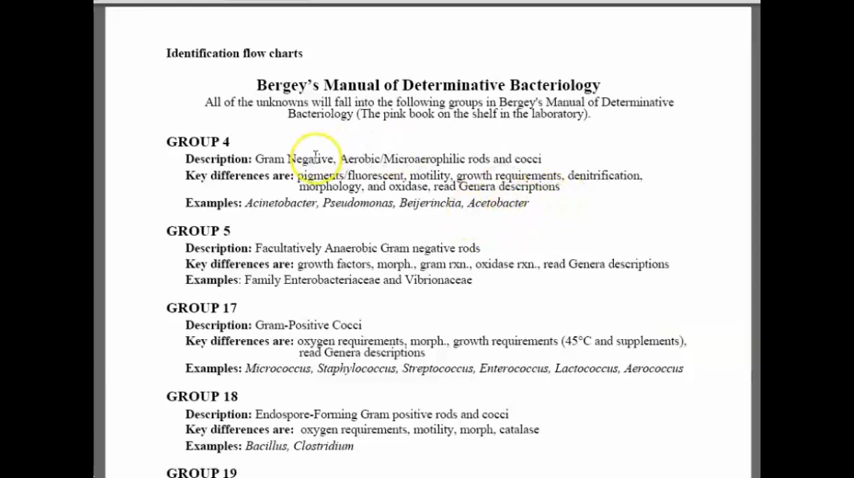 Identification flow charts
Bergey's Manual of Determinative Bacteriology
All of the unknowns will fall into the following groups in Bergey's Manual of Determinative
Bacteriology (The pink book on the shelf in the laboratory).
GROUP 4
Description: Gram Negative, Aerobic/Microaerophilic rods and cocci
Key differences are: pigments/fluorescent, motility, growth requirements, denitrification,
morphology, and oxidase, read Genera descriptions
Examples: Acinetobacter, Pseudomonas, Beijerinckia, Acetobacter
GROUP 5
Description: Facultatively Anaerobic Gram negative rods
Key differences are: growth factors, morph., gram rxn., oxidase rxn., read Genera descriptions
Examples: Family Enterobacteriaceae and Vibrionaceae
GROUP 17
Description: Gram-Positive Cocci
Key differences are: oxygen requirements, morph., growth requirements (45°C and supplements),
read Genera descriptions
Examples: Micrococcus, Staphylococcus, Streptococcus, Enterococcus, Lactococcus, Aerococcus
GROUP 18
Description: Endospore-Forming Gram positive rods and cocci
Key differences are: oxygen requirements, motility, morph, catalase
Examples: Bacillus, Clostridium
GROUP 19